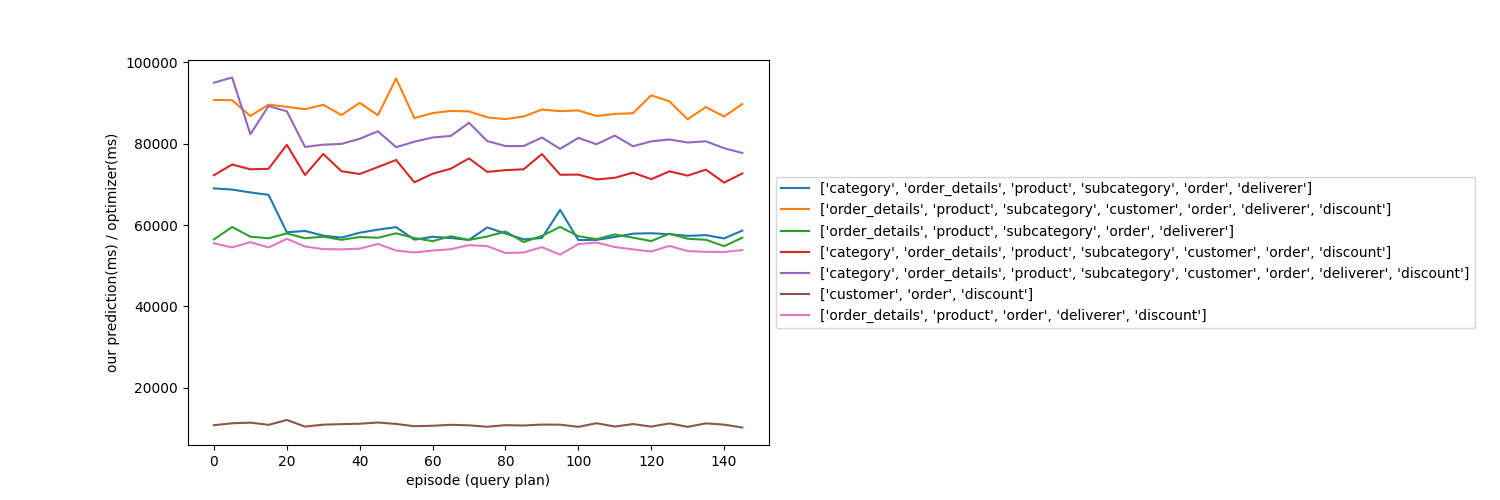 100000
80000
60000
40000
20000
our prediction(ms) / optimizer(ms)
0 20 40 60 80 100 120 140
episode (query plan)
['category', 'order_details', 'product', 'subcategory', 'order', 'deliverer']
['order_details', 'product', 'subcategory', 'customer', 'order', 'deliverer', 'discount']
['order_details', 'product', 'subcategory', 'order', 'deliverer']
['category', 'order_details', 'product', 'subcategory', 'customer', 'order', 'discount']
['category', 'order_details', 'product', 'subcategory', 'customer', 'order', 'deliverer', 'discount']
['customer', 'order', 'discount']
['order_details', 'product', 'order', 'deliverer', 'discount']